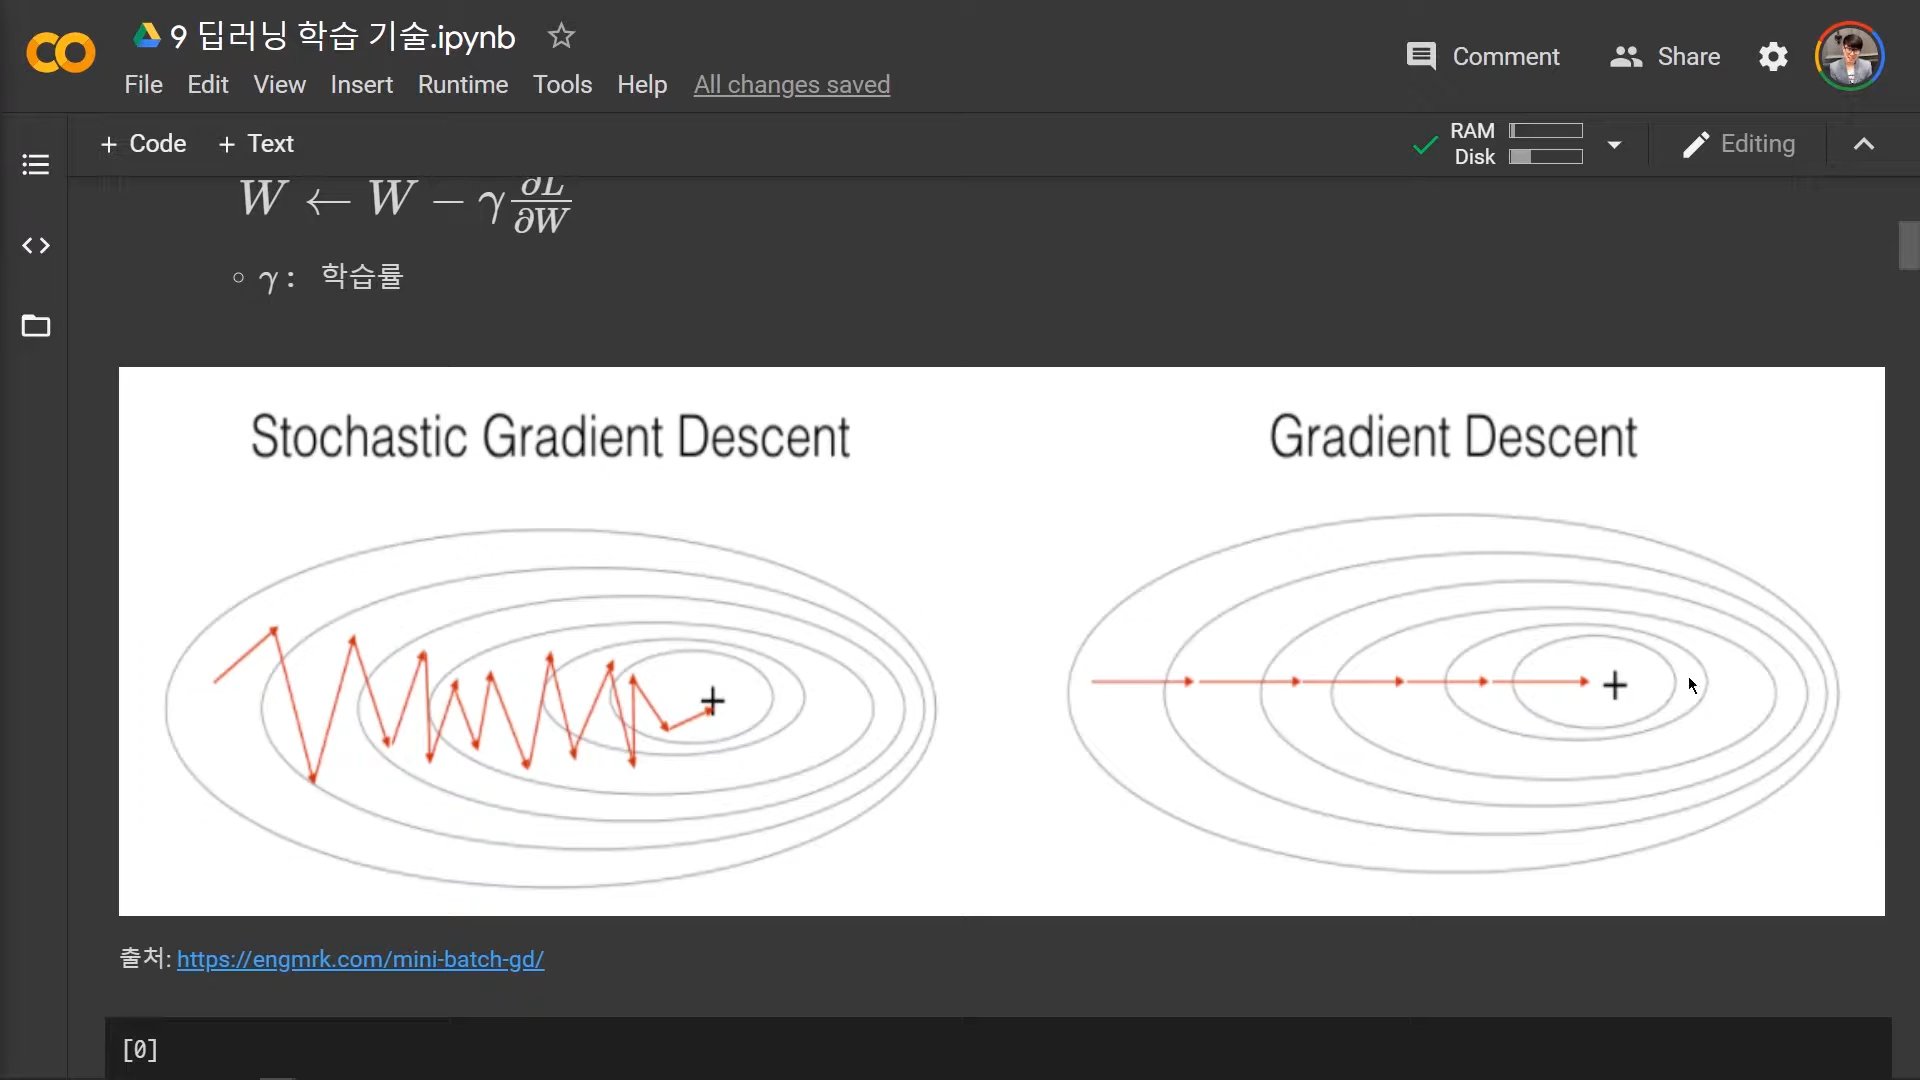 9 딥러닝 학습 기술.ipynb
Comment
Share
File Edit View Insert Runtime Tools Help All changes saved
+ Code + Text
RAM
Disk
Editing
W ← W − γ ∂L/∂W
γ: 학습률
Stochastic Gradient Descent
Gradient Descent
출처: https://engmrk.com/mini-batch-gd/
[0]